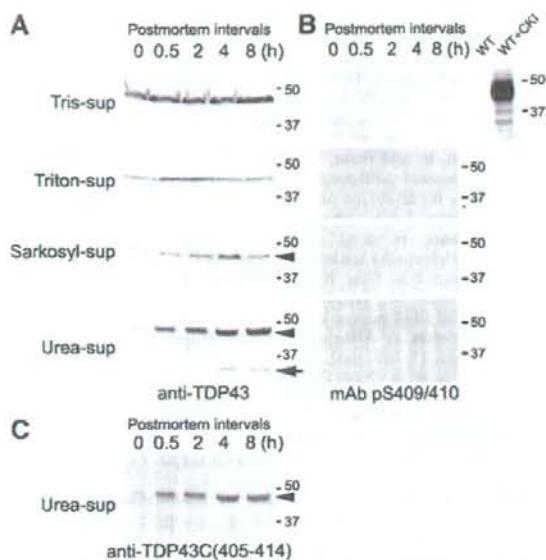 A
Postmortem intervals
0 0.5 2 4 8 (h)
Tris-sup
- 50
- 37
Triton-sup
- 50
- 37
Sarkosyl-sup
- 50
- 37
Urea-sup
- 50
- 37
anti-TDP43
B
Postmortem intervals
0 0.5 2 4 8 (h)
WT
WT+CKI
- 50
- 37
- 50
- 37
- 50
- 37
- 50
- 37
mAb pS409/410
C
Postmortem intervals
0 0.5 2 4 8 (h)
Urea-sup
- 50
- 37
anti-TDP43C(405-414)